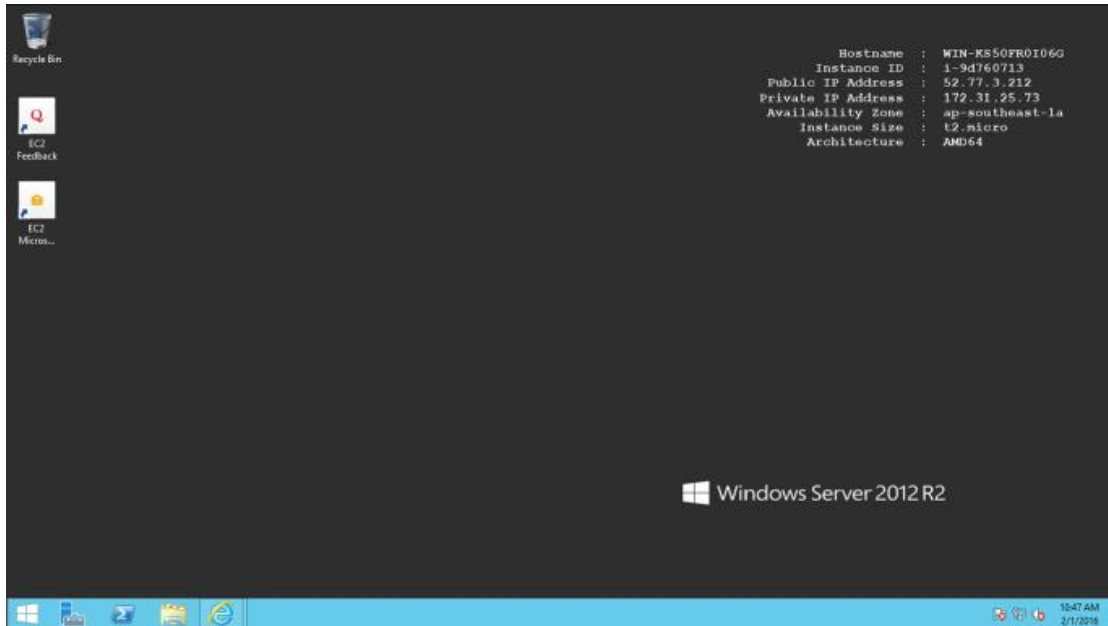 Recycle Bin
EC2
Feedback
EC2
Micros...
Hostname : WIN-KS50FR0I06G
Instance ID : i-9d760713
Public IP Address : 52.77.3.212
Private IP Address : 172.31.25.73
Availability Zone : ap-southeast-1a
Instance Size : t2.micro
Architecture : AMD64
Windows Server 2012 R2
10:47 AM
2/1/2016